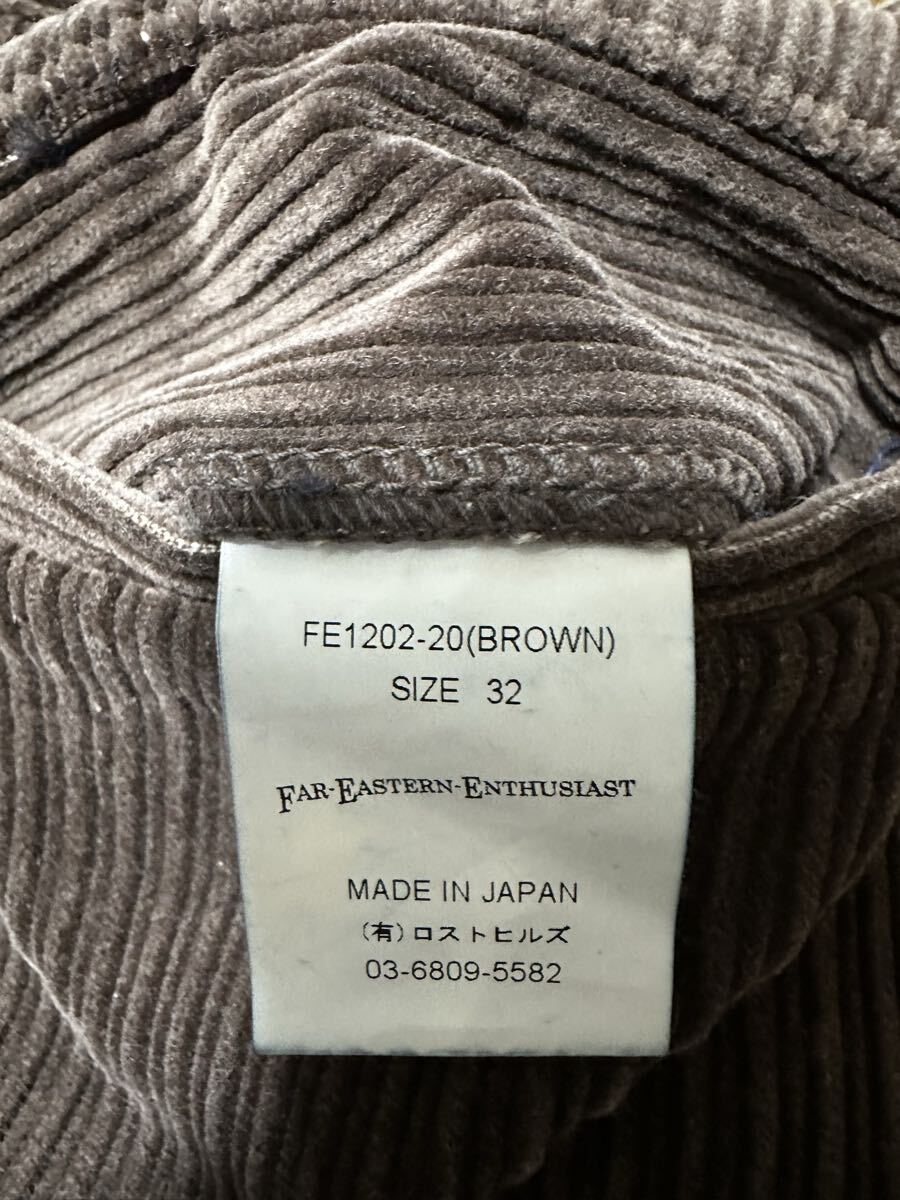 FE1202-20(BROWN)
SIZE 32
FAR-EASTERN-ENTHUSIAST
MADE IN JAPAN
(有)ロストヒルズ
03-6809-5582